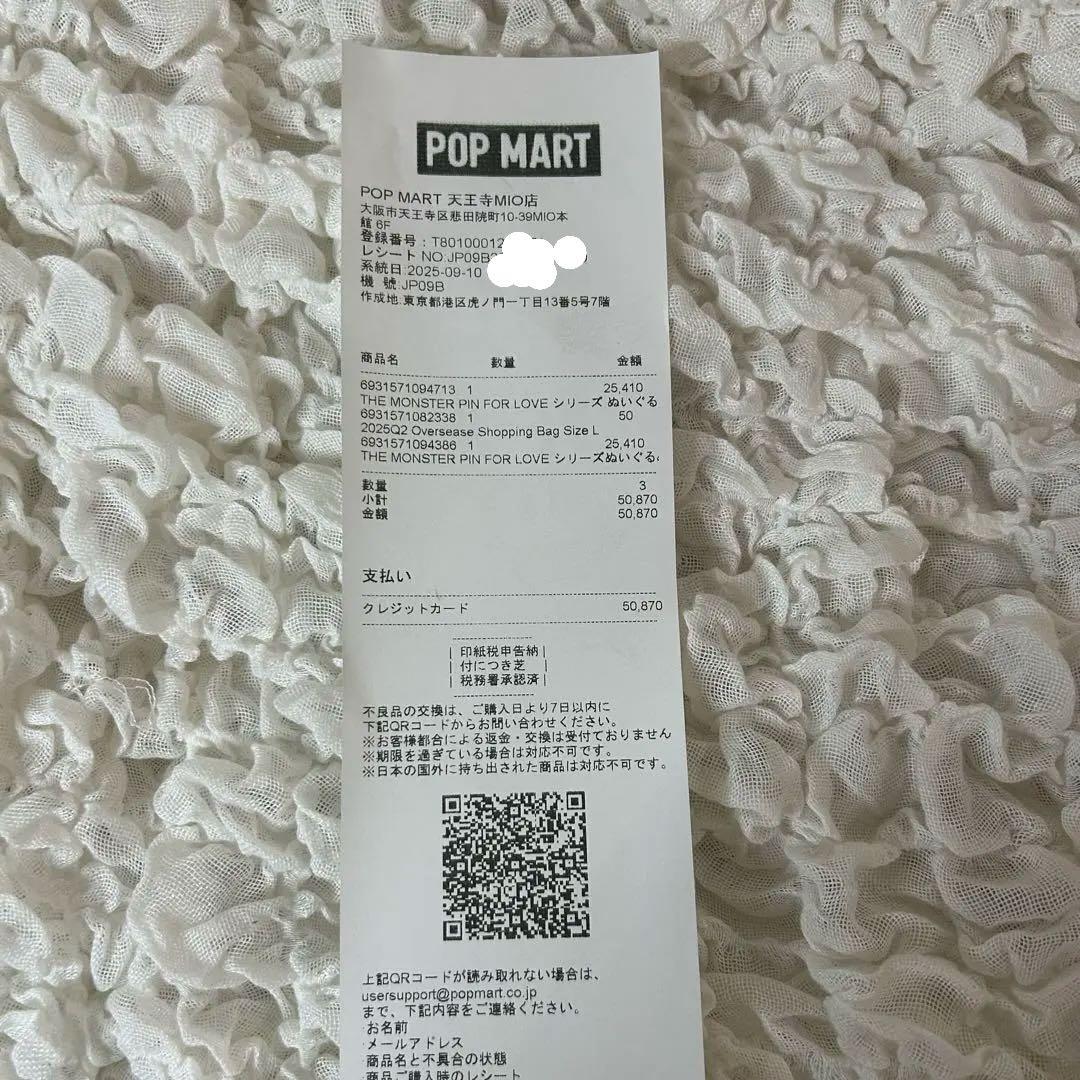 POP MART
POP MART 天王寺MIO店
大阪市天王寺区悲田院町10-39MIO本
館 6F
登録番号：T80100012
レシート NO:JP09B
系統日:2025-09-10
機 號:JP09B
作成地:東京都港区虎ノ門一丁目13番5号7階
商品名 數量 金額
6931571094713 1 25,410
THE MONSTER PIN FOR LOVE シリーズ ぬいぐる
6931571082338 1 50
2025Q2 Oversease Shopping Bag Size L
6931571094386 1 25,410
THE MONSTER PIN FOR LOVE シリーズぬいぐる
數量 3
小計 50,870
金額 50,870
支払い
クレジットカード 50,870
印紙税申告納
付につき芝
税務署承認済
不良品の交換は、ご購入日より7日以内に
下記QRコードからお問い合わせください。
※お客様都合による返金・交換は受付ておりません
※期限を過ぎている場合は対応不可です。
※日本の国外に持ち出された商品は対応不可です。
上記QRコードが読み取れない場合は、
usersupport@popmart.co.jp
まで、下記内容をご連絡ください。
·お名前
·メールアドレス
·商品名と不具合の状態
·商品ご購入時のレシート